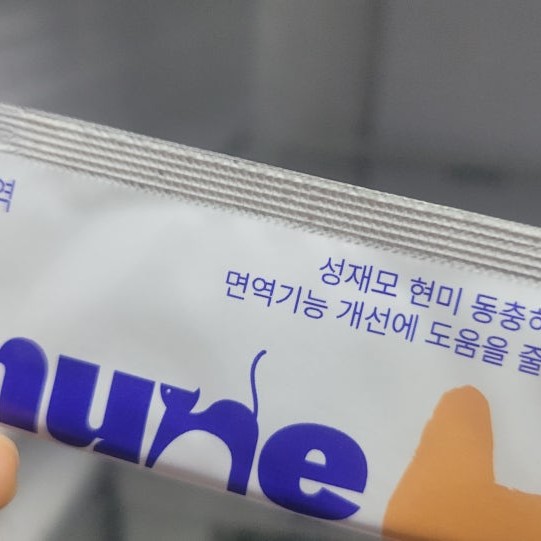 역
성재모 현미 동충하
면역기능 개선에 도움을 줄
mune